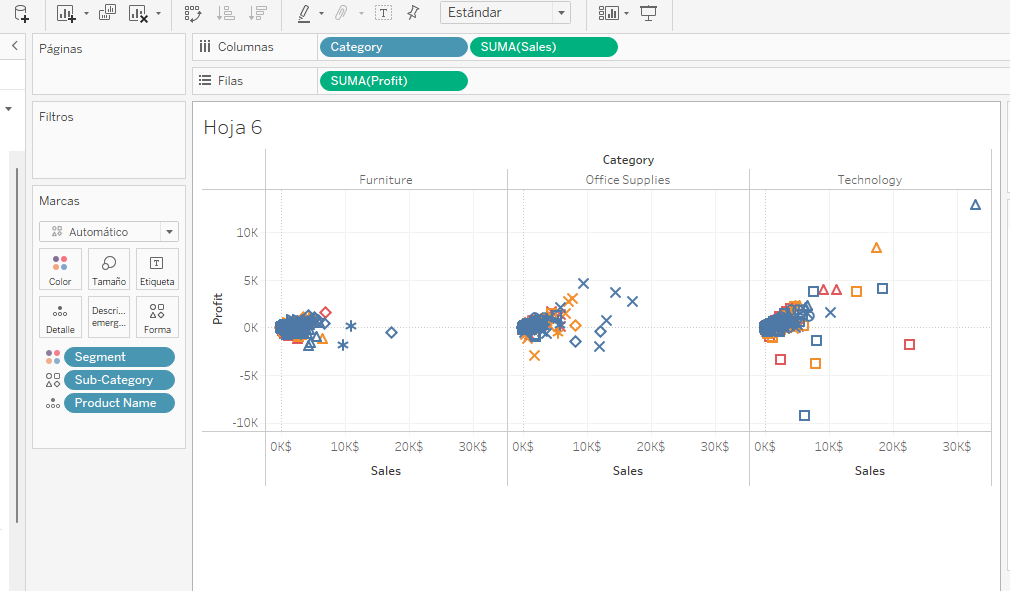 Estándar
Páginas
Columnas
Category
SUMA(Sales)
Filas
SUMA(Profit)
Filtros
Hoja 6
Marcas
Automático
Color
Tamaño
Etiqueta
Detalle
Descri...
emerg...
Forma
Segment
Sub-Category
Product Name
Category
Furniture
Office Supplies
Technology
Profit
10K
5K
0K
-5K
-10K
0K$ 10K$ 20K$ 30K$ 0K$ 10K$ 20K$ 30K$ 0K$ 10K$ 20K$ 30K$
Sales Sales Sales